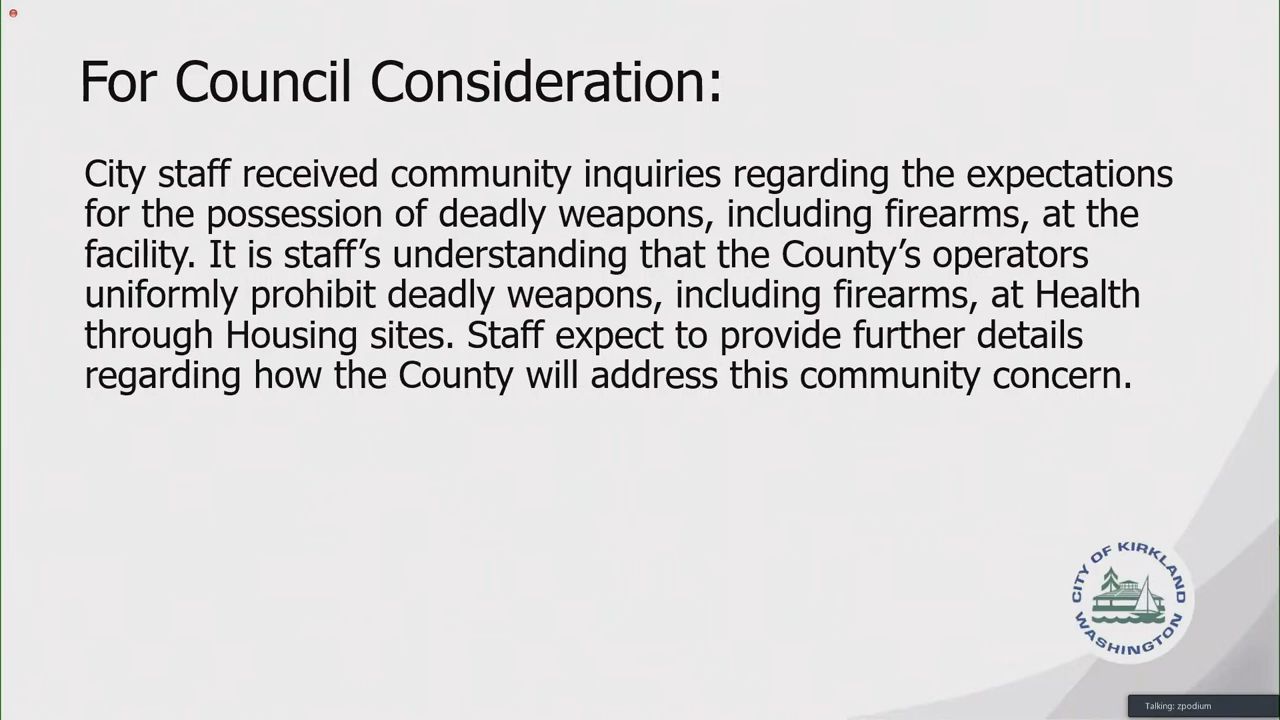 For Council Consideration:
City staff received community inquiries regarding the expectations
for the possession of deadly weapons, including firearms, at the
facility. It is staff’s understanding that the County’s operators
uniformly prohibit deadly weapons, including firearms, at Health
through Housing sites. Staff expect to provide further details
regarding how the County will address this community concern.
CITY OF KIRKLAND
WASHINGTON
Talking: zpodium